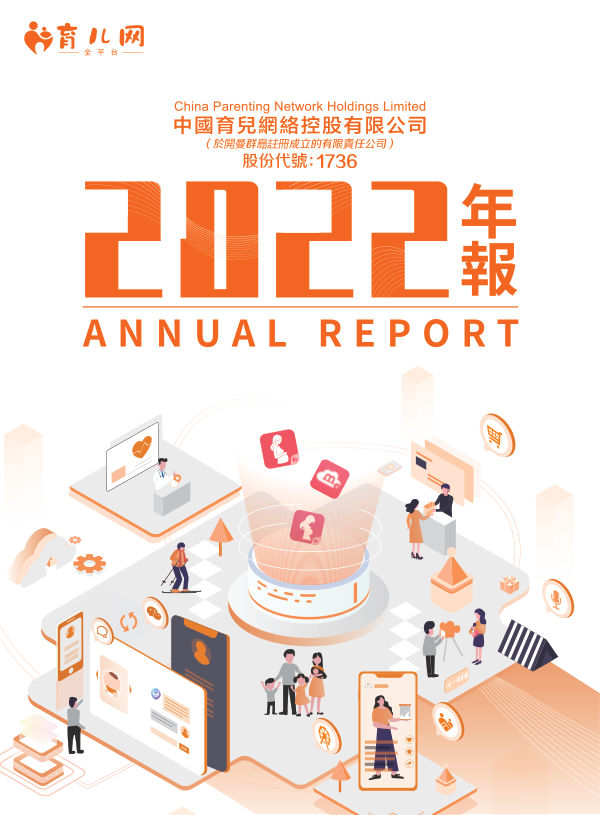 育儿网
全平台
China Parenting Network Holdings Limited
中國育兒網絡控股有限公司
（於開曼群島註冊成立的有限責任公司）
股份代號：1736
2022年報
ANNUAL REPORT
m